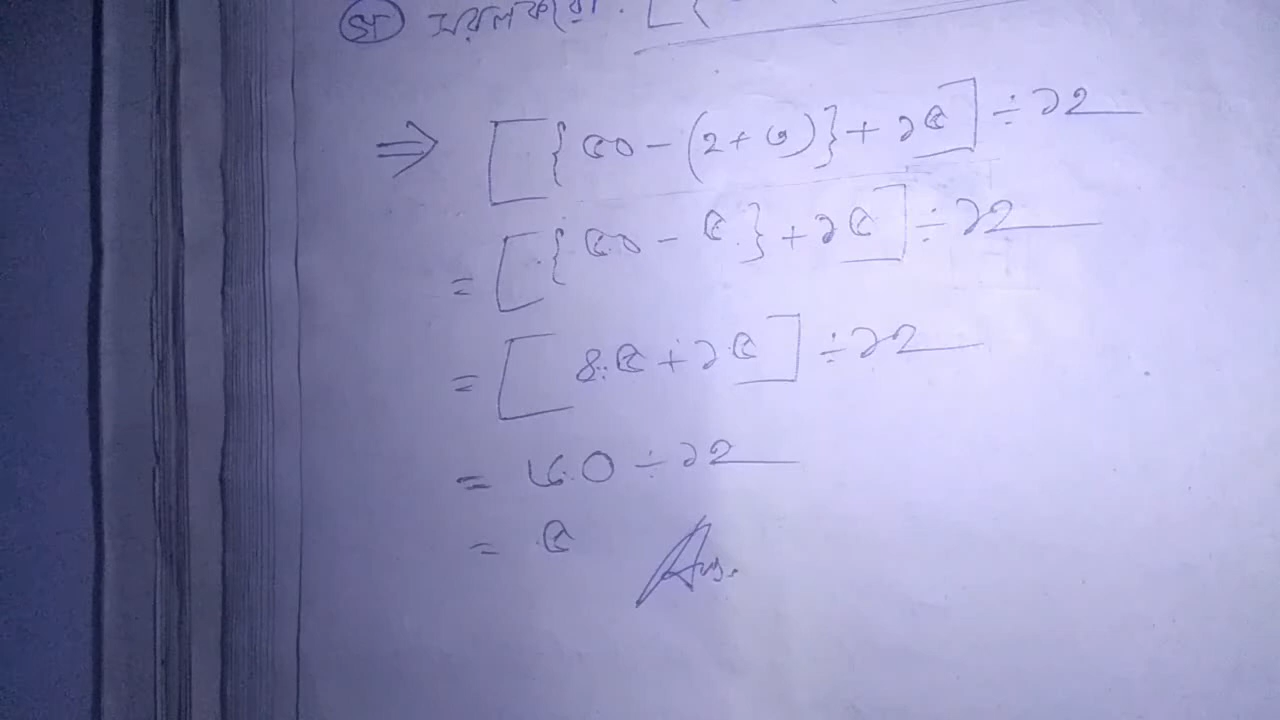 সরল করো : [{
⇒ [{৫০ - (২+৩)} + ১৫] ÷ ১২
= [{৫০ - ৫} + ১৫] ÷ ১২
= [৪৫ + ১৫] ÷ ১২
= ৬০ ÷ ১২
= ৫ Ans.